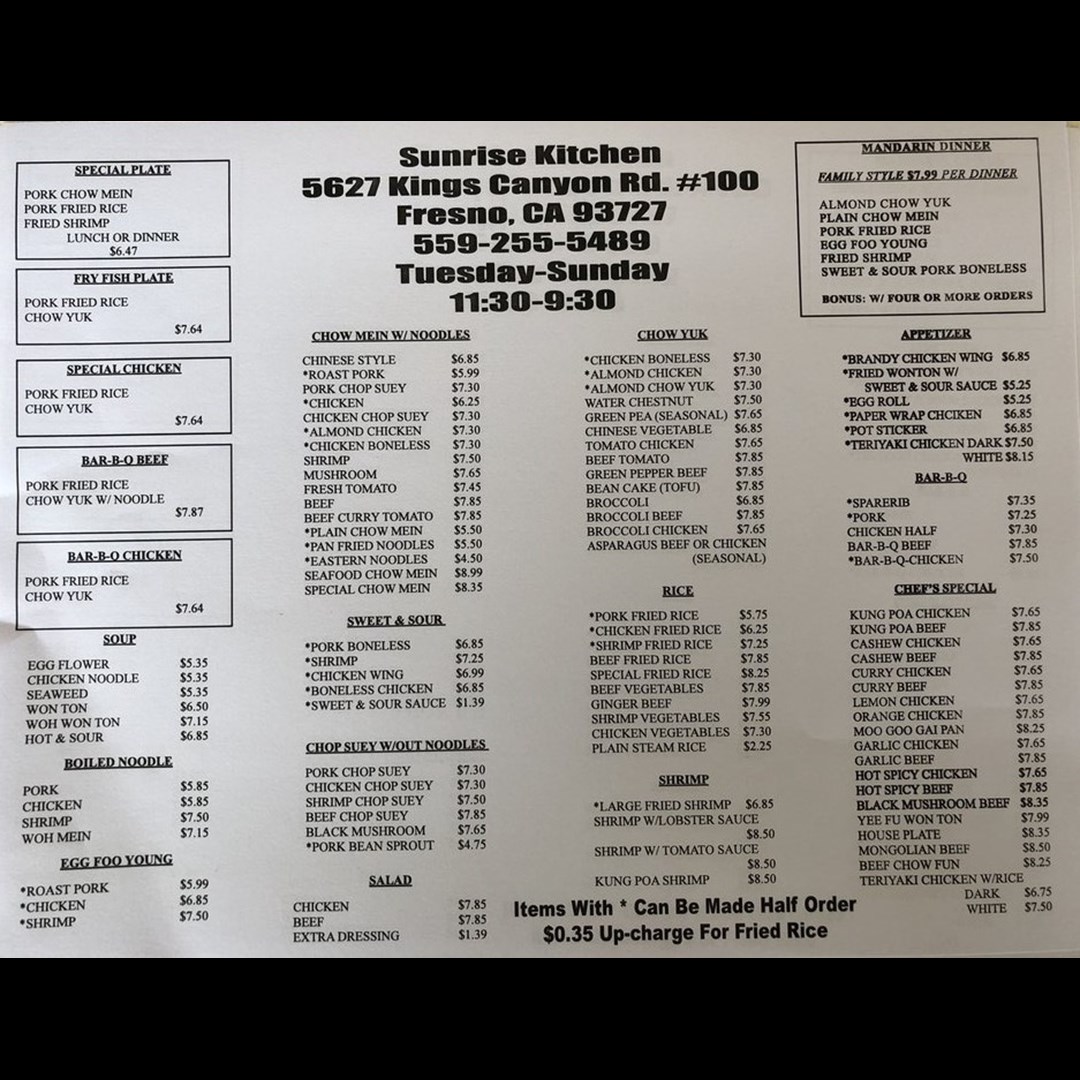 Sunrise Kitchen
5627 Kings Canyon Rd. #100
Fresno, CA 93727
559-255-5489
Tuesday-Sunday
11:30-9:30
SPECIAL PLATE
PORK CHOW MEIN
PORK FRIED RICE
FRIED SHRIMP
LUNCH OR DINNER
$6.47
FRY FISH PLATE
PORK FRIED RICE
CHOW YUK
$7.64
SPECIAL CHICKEN
PORK FRIED RICE
CHOW YUK
$7.64
BAR-B-Q BEEF
PORK FRIED RICE
CHOW YUK W/ NOODLE
$7.87
BAR-B-Q CHICKEN
PORK FRIED RICE
CHOW YUK
$7.64
SOUP
EGG FLOWER $5.35
CHICKEN NOODLE $5.35
SEAWEED $5.35
WON TON $6.50
WOH WON TON $7.15
HOT & SOUR $6.85
BOILED NOODLE
PORK $5.85
CHICKEN $5.85
SHRIMP $7.50
WOH MEIN $7.15
EGG FOO YOUNG
*ROAST PORK $5.99
*CHICKEN $6.85
*SHRIMP $7.50
CHOW MEIN W/ NOODLES
CHINESE STYLE $6.85
*ROAST PORK $5.99
PORK CHOP SUEY $7.30
*CHICKEN $6.25
CHICKEN CHOP SUEY $7.30
*ALMOND CHICKEN $7.30
*CHICKEN BONELESS $7.30
SHRIMP $7.50
MUSHROOM $7.65
FRESH TOMATO $7.45
BEEF $7.85
BEEF CURRY TOMATO $7.85
*PLAIN CHOW MEIN $5.50
*PAN FRIED NOODLES $5.50
*EASTERN NOODLES $4.50
SEAFOOD CHOW MEIN $8.99
SPECIAL CHOW MEIN $8.35
SWEET & SOUR
*PORK BONELESS $6.85
*SHRIMP $7.25
*CHICKEN WING $6.99
*BONELESS CHICKEN $6.85
*SWEET & SOUR SAUCE $1.39
CHOP SUEY W/OUT NOODLES
PORK CHOP SUEY $7.30
CHICKEN CHOP SUEY $7.30
SHRIMP CHOP SUEY $7.50
BEEF CHOP SUEY $7.85
BLACK MUSHROOM $7.65
*PORK BEAN SPROUT $4.75
SALAD
CHICKEN $7.85
BEEF $7.85
EXTRA DRESSING $1.39
CHOW YUK
*CHICKEN BONELESS $7.30
*ALMOND CHICKEN $7.30
*ALMOND CHOW YUK $7.30
WATER CHESTNUT $7.50
GREEN PEA (SEASONAL) $7.65
CHINESE VEGETABLE $6.85
TOMATO CHICKEN $7.65
BEEF TOMATO $7.85
GREEN PEPPER BEEF $7.85
BEAN CAKE (TOFU) $7.85
BROCCOLI $6.85
BROCCOLI BEEF $7.85
BROCCOLI CHICKEN $7.65
ASPARAGUS BEEF OR CHICKEN
(SEASONAL)
RICE
*PORK FRIED RICE $5.75
*CHICKEN FRIED RICE $6.25
*SHRIMP FRIED RICE $7.25
BEEF FRIED RICE $7.85
SPECIAL FRIED RICE $8.25
BEEF VEGETABLES $7.85
GINGER BEEF $7.99
SHRIMP VEGETABLES $7.55
CHICKEN VEGETABLES $7.30
PLAIN STEAM RICE $2.25
SHRIMP
*LARGE FRIED SHRIMP $6.85
SHRIMP W/LOBSTER SAUCE
$8.50
SHRIMP W/ TOMATO SAUCE
$8.50
KUNG POA SHRIMP $8.50
Items With * Can Be Made Half Order
$0.35 Up-charge For Fried Rice
MANDARIN DINNER
FAMILY STYLE $7.99 PER DINNER
ALMOND CHOW YUK
PLAIN CHOW MEIN
PORK FRIED RICE
EGG FOO YOUNG
FRIED SHRIMP
SWEET & SOUR PORK BONELESS
BONUS: W/ FOUR OR MORE ORDERS
APPETIZER
*BRANDY CHICKEN WING $6.85
*FRIED WONTON W/
SWEET & SOUR SAUCE $5.25
*EGG ROLL $5.25
*PAPER WRAP CHCIKEN $6.85
*POT STICKER $6.85
*TERIYAKI CHICKEN DARK $7.50
WHITE $8.15
BAR-B-Q
*SPARERIB $7.35
*PORK $7.25
CHICKEN HALF $7.30
BAR-B-Q BEEF $7.85
*BAR-B-Q-CHICKEN $7.50
CHEF'S SPECIAL
KUNG POA CHICKEN $7.65
KUNG POA BEEF $7.85
CASHEW CHICKEN $7.65
CASHEW BEEF $7.85
CURRY CHICKEN $7.65
CURRY BEEF $7.85
LEMON CHICKEN $7.65
ORANGE CHICKEN $7.85
MOO GOO GAI PAN $8.25
GARLIC CHICKEN $7.65
GARLIC BEEF $7.85
HOT SPICY CHICKEN $7.65
HOT SPICY BEEF $7.85
BLACK MUSHROOM BEEF $8.35
YEE FU WON TON $7.99
HOUSE PLATE $8.35
MONGOLIAN BEEF $8.50
BEEF CHOW FUN $8.25
TERIYAKI CHICKEN W/RICE
DARK $6.75
WHITE $7.50